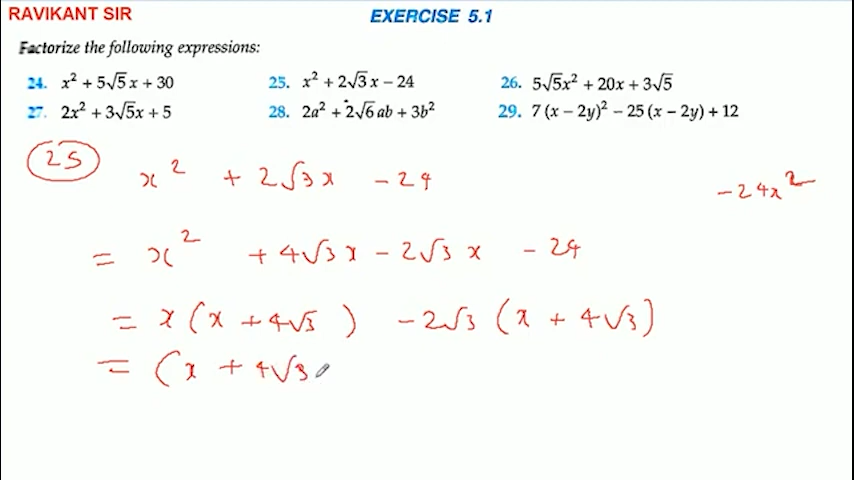 RAVIKANT SIR
EXERCISE 5.1
Factorize the following expressions:
24. x² + 5√5 x + 30 25. x² + 2√3 x − 24 26. 5√5x² + 20x + 3√5
27. 2x² + 3√5x + 5 28. 2a² + 2√6 ab + 3b² 29. 7 (x − 2y)² − 25 (x − 2y) + 12
25
x² + 2√3x − 24
−24x²
= x² + 4√3x − 2√3x − 24
= x (x + 4√3) − 2√3 (x + 4√3)
= (x + 4√3